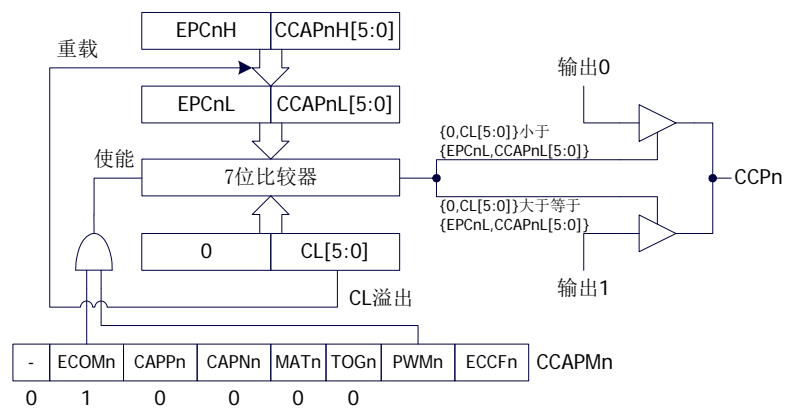 EPCnH CCAPnH[5:0]
重载
EPCnL CCAPnL[5:0]
输出0
{0,CL[5:0]}小于
{EPCnL,CCAPnL[5:0]}
使能
7位比较器
CCPn
{0,CL[5:0]}大于等于
{EPCnL,CCAPnL[5:0]}
0 CL[5:0]
输出1
CL溢出
- ECOMn CAPPn CAPNn MATn TOGn PWMn ECCFn CCAPMn
0 1 0 0 0 0